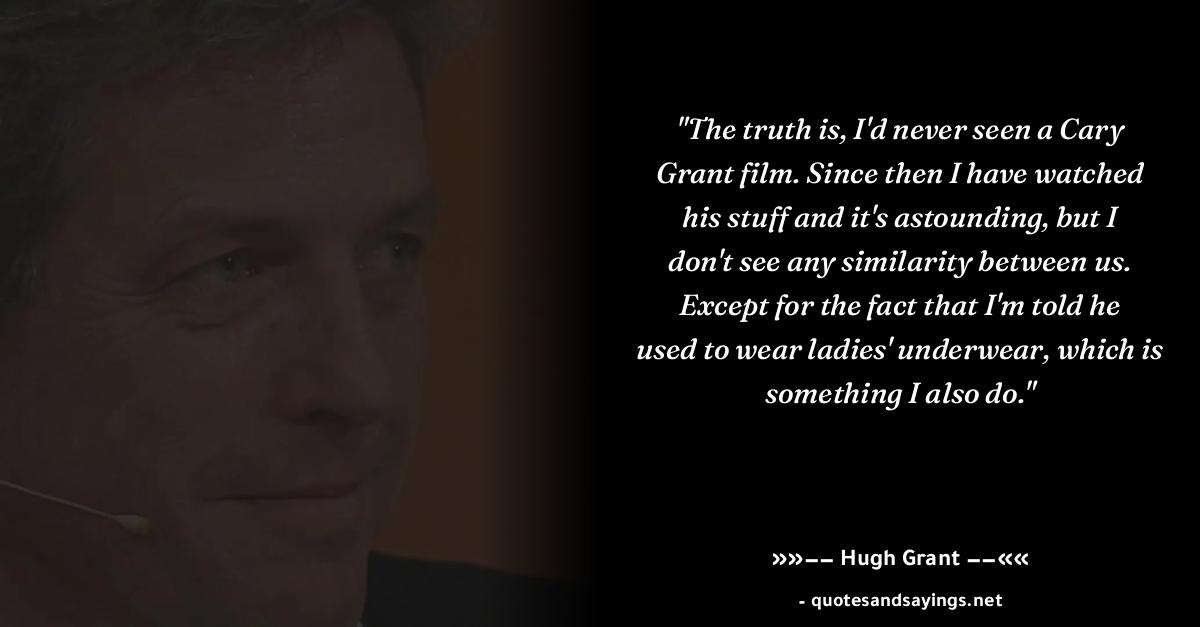 "The truth is, I'd never seen a Cary
Grant film. Since then I have watched
his stuff and it's astounding, but I
don't see any similarity between us.
Except for the fact that I'm told he
used to wear ladies' underwear, which is
something I also do."
»»–– Hugh Grant ––««
- quotesandsayings.net